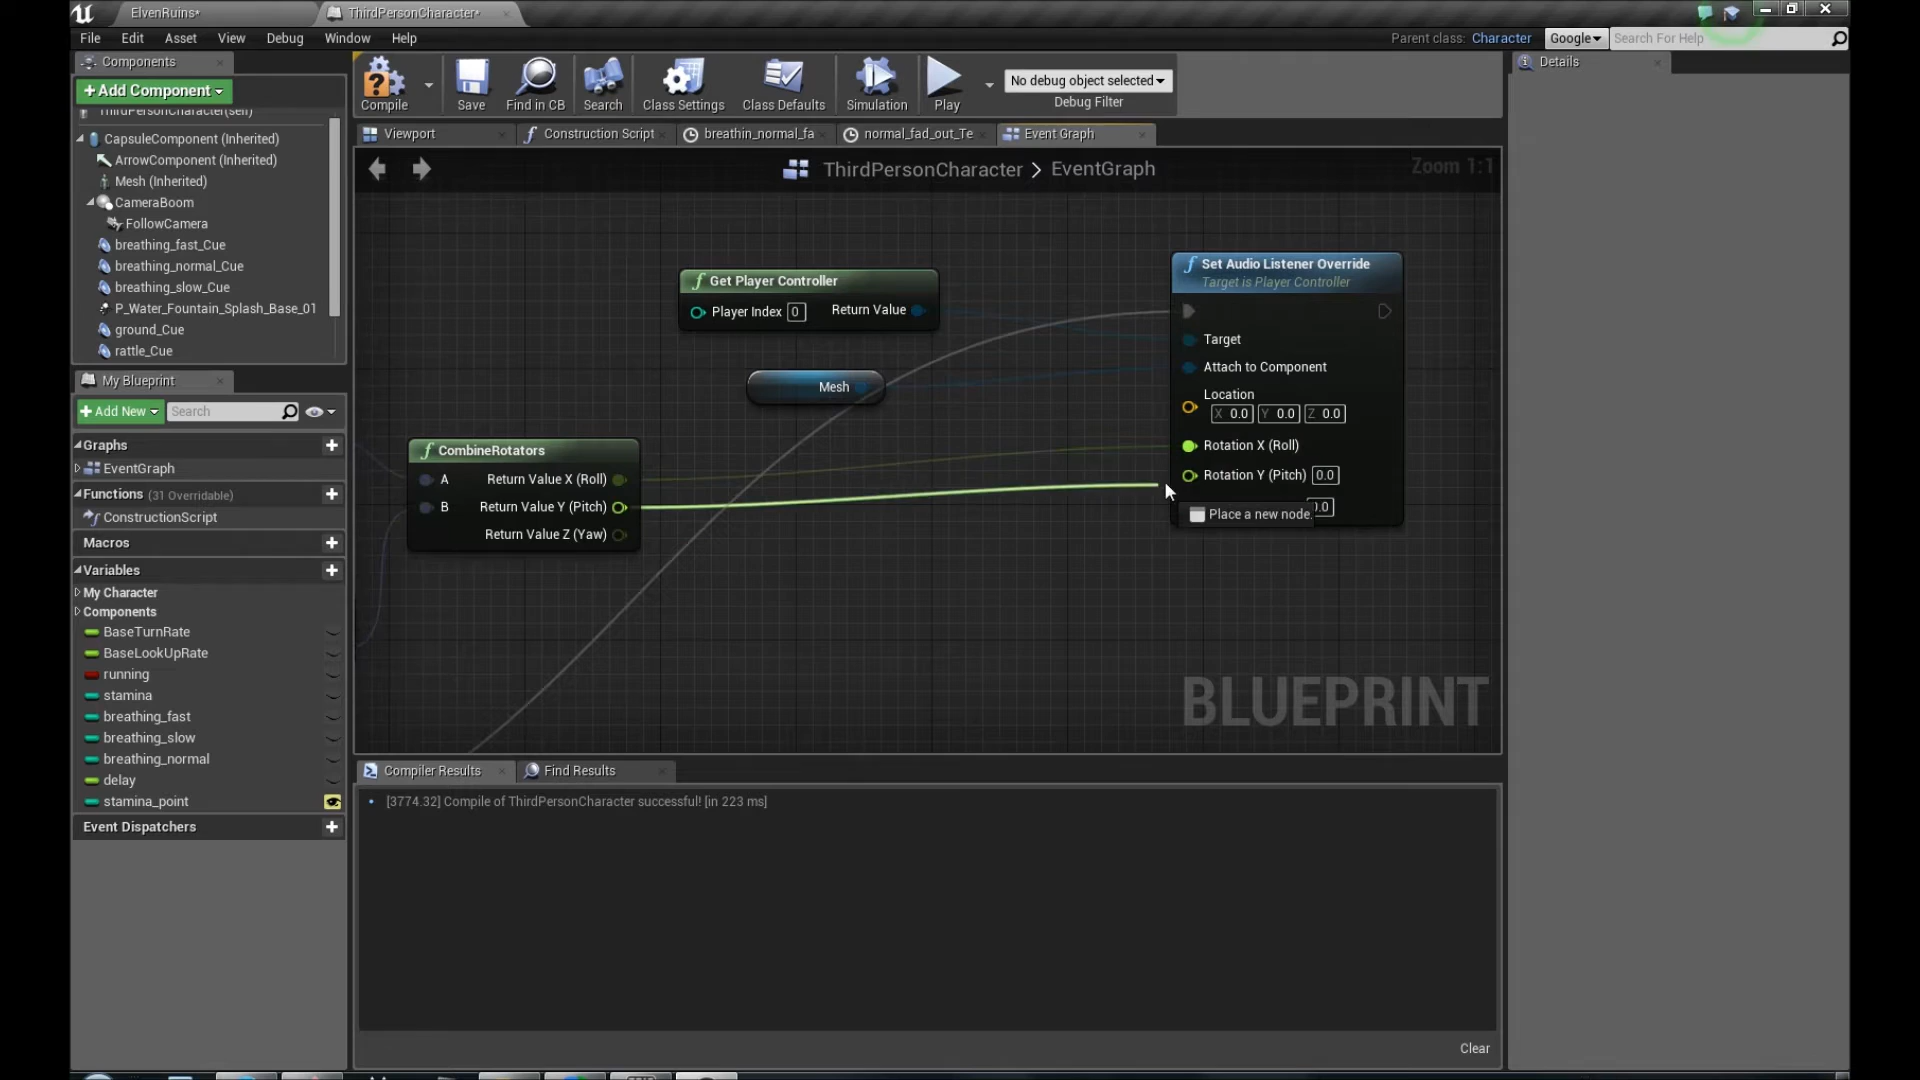 ElvenRuins*
ThirdPersonCharacter*
File Edit Asset View Debug Window Help
Parent class: Character
Google
Search For Help
Components
+Add Component
ThirdPersonCharacter(self)
CapsuleComponent (Inherited)
ArrowComponent (Inherited)
Mesh (Inherited)
CameraBoom
FollowCamera
breathing_fast_Cue
breathing_normal_Cue
breathing_slow_Cue
P_Water_Fountain_Splash_Base_01
ground_Cue
rattle_Cue
My Blueprint
+Add New
Search
Graphs
EventGraph
Functions (31 Overridable)
ConstructionScript
Macros
Variables
My Character
Components
BaseTurnRate
BaseLookUpRate
running
stamina
breathing_fast
breathing_slow
breathing_normal
delay
stamina_point
Event Dispatchers
Compile
Save
Find in CB
Search
Class Settings
Class Defaults
Simulation
Play
No debug object selected
Debug Filter
Viewport
Construction Script
breathin_normal_fa
normal_fad_out_Te
Event Graph
ThirdPersonCharacter > EventGraph
Zoom 1:1
Get Player Controller
Player Index 0 Return Value
Mesh
CombineRotators
A Return Value X (Roll)
B Return Value Y (Pitch)
Return Value Z (Yaw)
Set Audio Listener Override
Target is Player Controller
Target
Attach to Component
Location
X 0.0 Y 0.0 Z 0.0
Rotation X (Roll)
Rotation Y (Pitch) 0.0
Place a new node.
BLUEPRINT
Compiler Results
Find Results
[3774.32] Compile of ThirdPersonCharacter successful! [in 223 ms]
Clear
Details